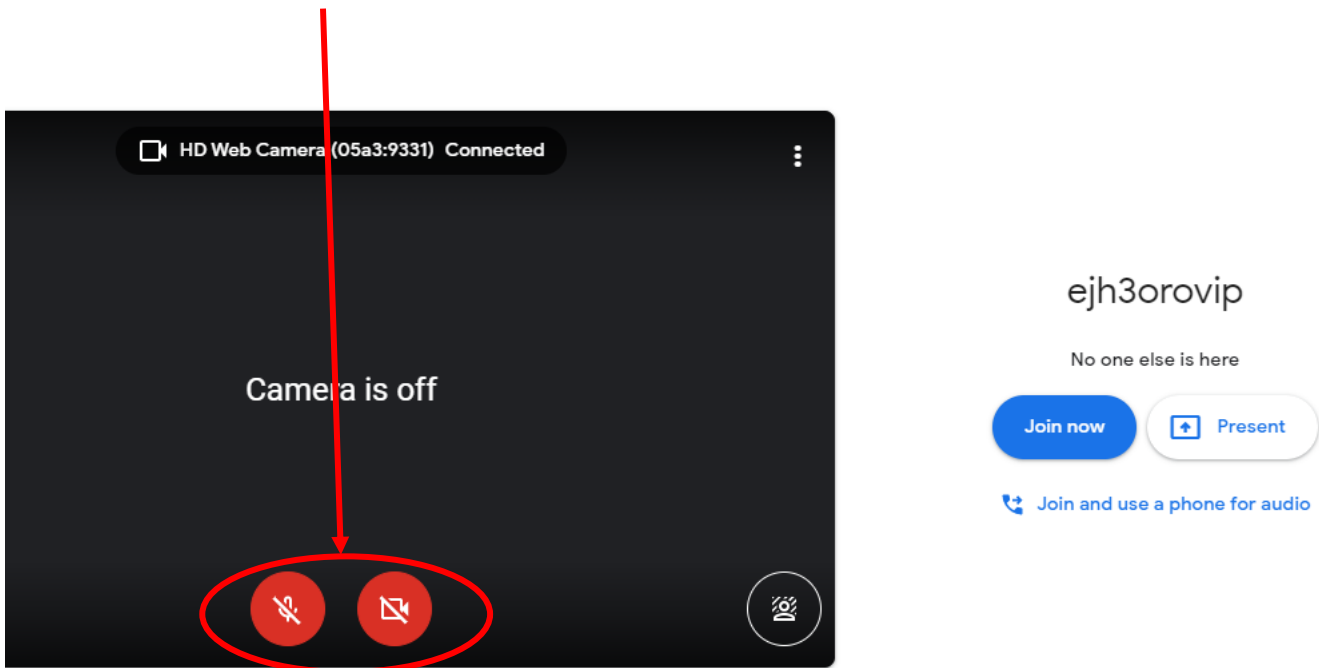 HD Web Camera (05a3:9331) Connected
Camera is off
ejh3orovip
No one else is here
Join now
Present
Join and use a phone for audio